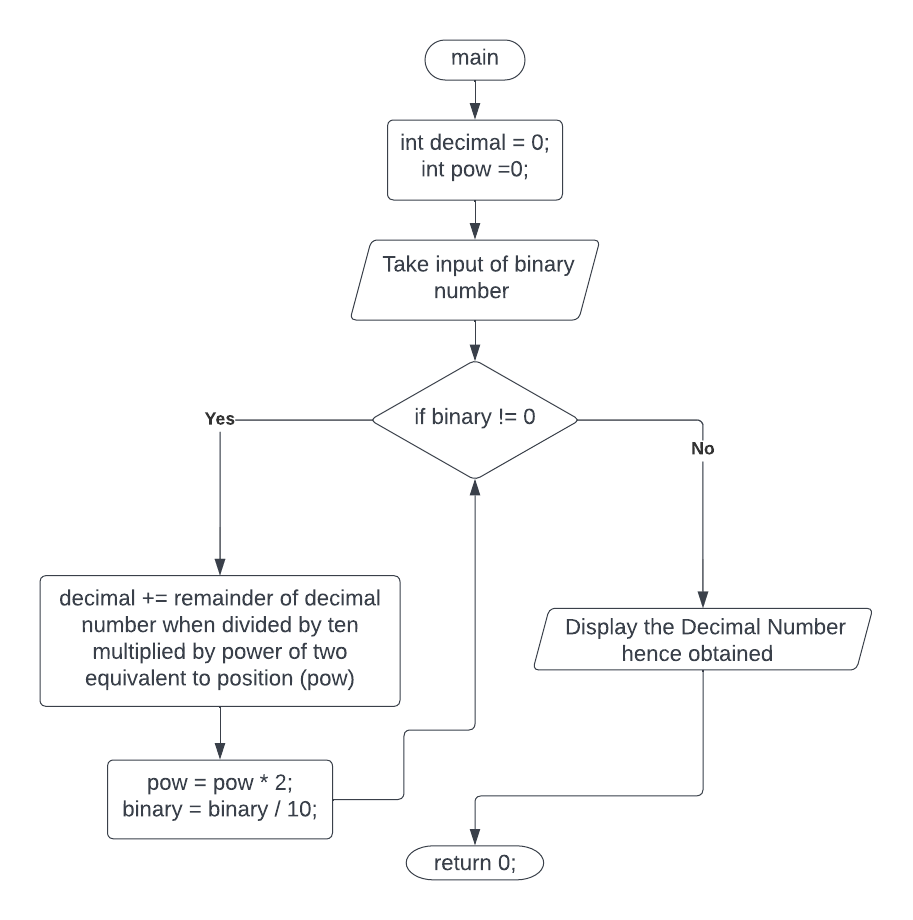 main
int decimal = 0;
int pow =0;
Take input of binary
number
if binary != 0
Yes
No
decimal += remainder of decimal
number when divided by ten
multiplied by power of two
equivalent to position (pow)
Display the Decimal Number
hence obtained
pow = pow * 2;
binary = binary / 10;
return 0;